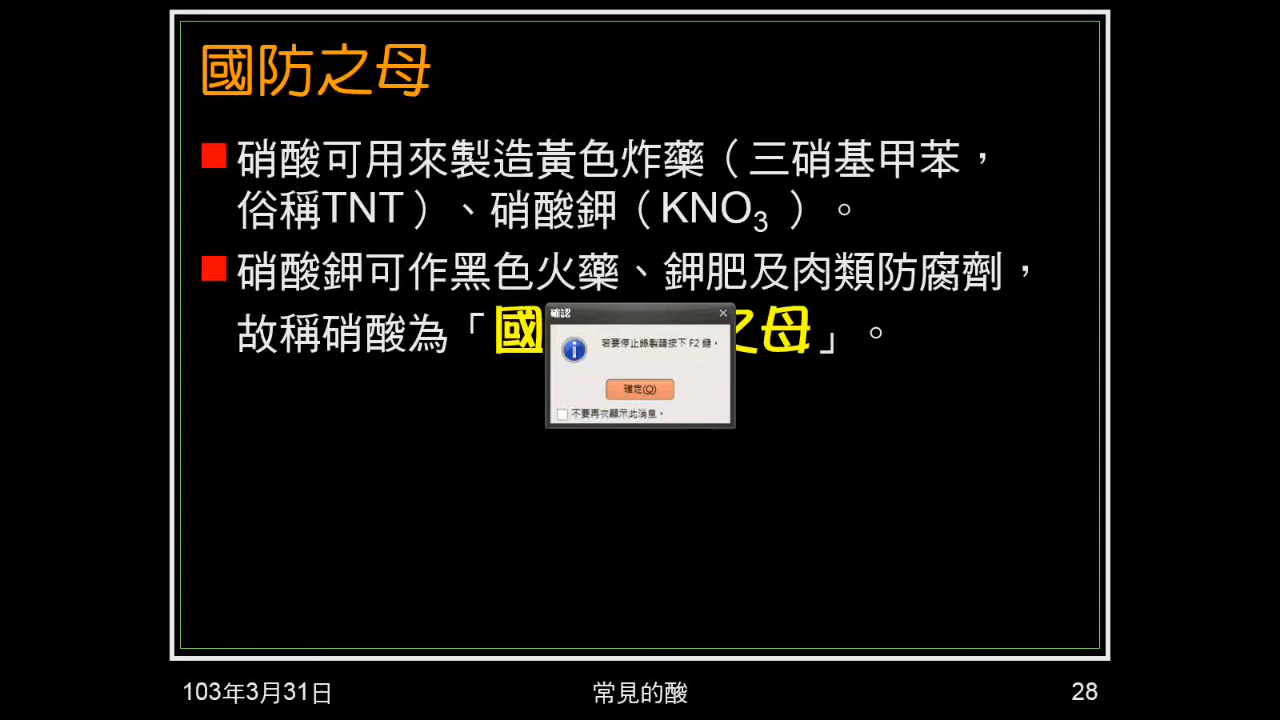 國防之母
硝酸可用來製造黃色炸藥（三硝基甲苯，
俗稱TNT）、硝酸鉀（KNO₃）。
硝酸鉀可作黑色火藥、鉀肥及肉類防腐劑，
故稱硝酸為「國之母」。
確認
若要停止錄製請按下 F2 鍵。
確定(O)
不要再次顯示此消息。
103年3月31日
常見的酸
28